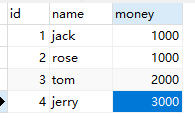 id name money
1 jack 1000
2 rose 1000
3 tom 2000
4 jerry 3000